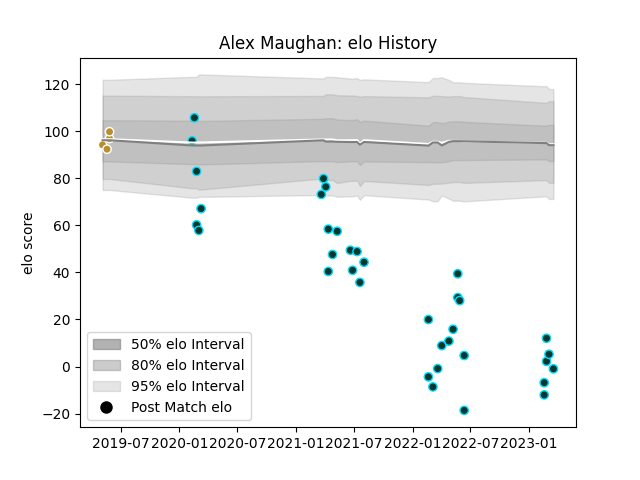 Alex Maughan: elo History
elo score
120
100
80
60
40
20
0
−20
50% elo Interval
80% elo Interval
95% elo Interval
Post Match elo
2019-07 2020-01 2020-07 2021-01 2021-07 2022-01 2022-07 2023-01